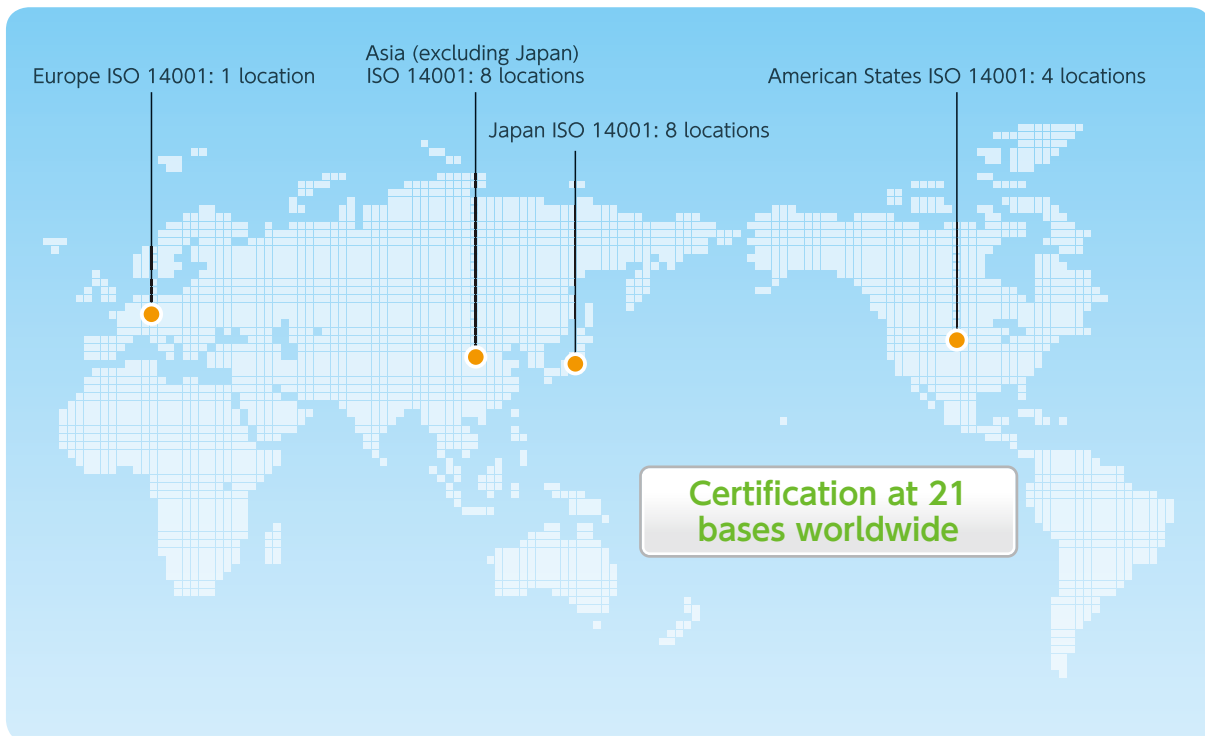 Asia (excluding Japan)
Europe ISO 14001: 1 location
ISO 14001: 8 locations
American States ISO 14001: 4 locations
Japan ISO 14001: 8 locations
Certification at 21
bases worldwide